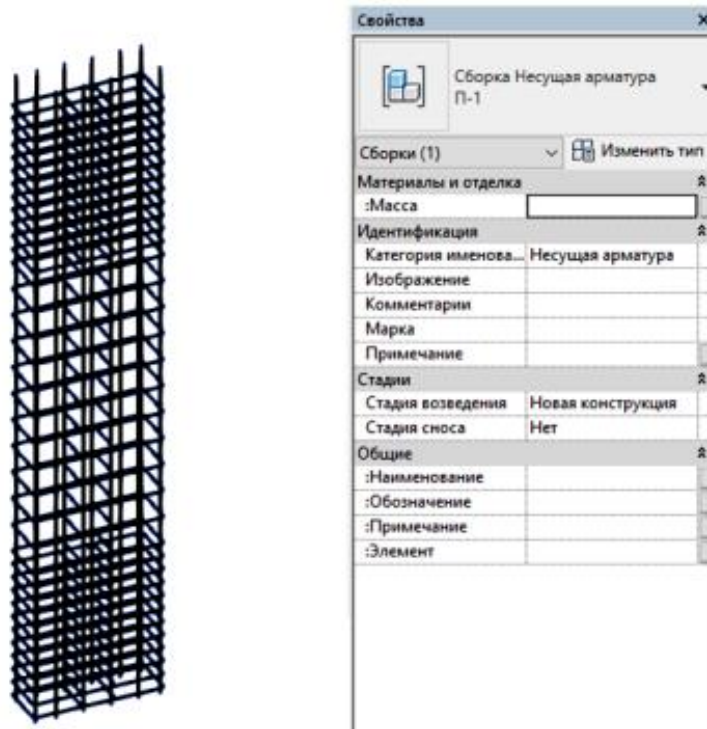 Свойства
Сборка Несущая арматура
П-1
Сборки (1)
Изменить тип
Материалы и отделка
:Масса
Идентификация
Категория именова... Несущая арматура
Изображение
Комментарии
Марка
Примечание
Стадии
Стадия возведения Новая конструкция
Стадия сноса Нет
Общие
:Наименование
:Обозначение
:Примечание
:Элемент